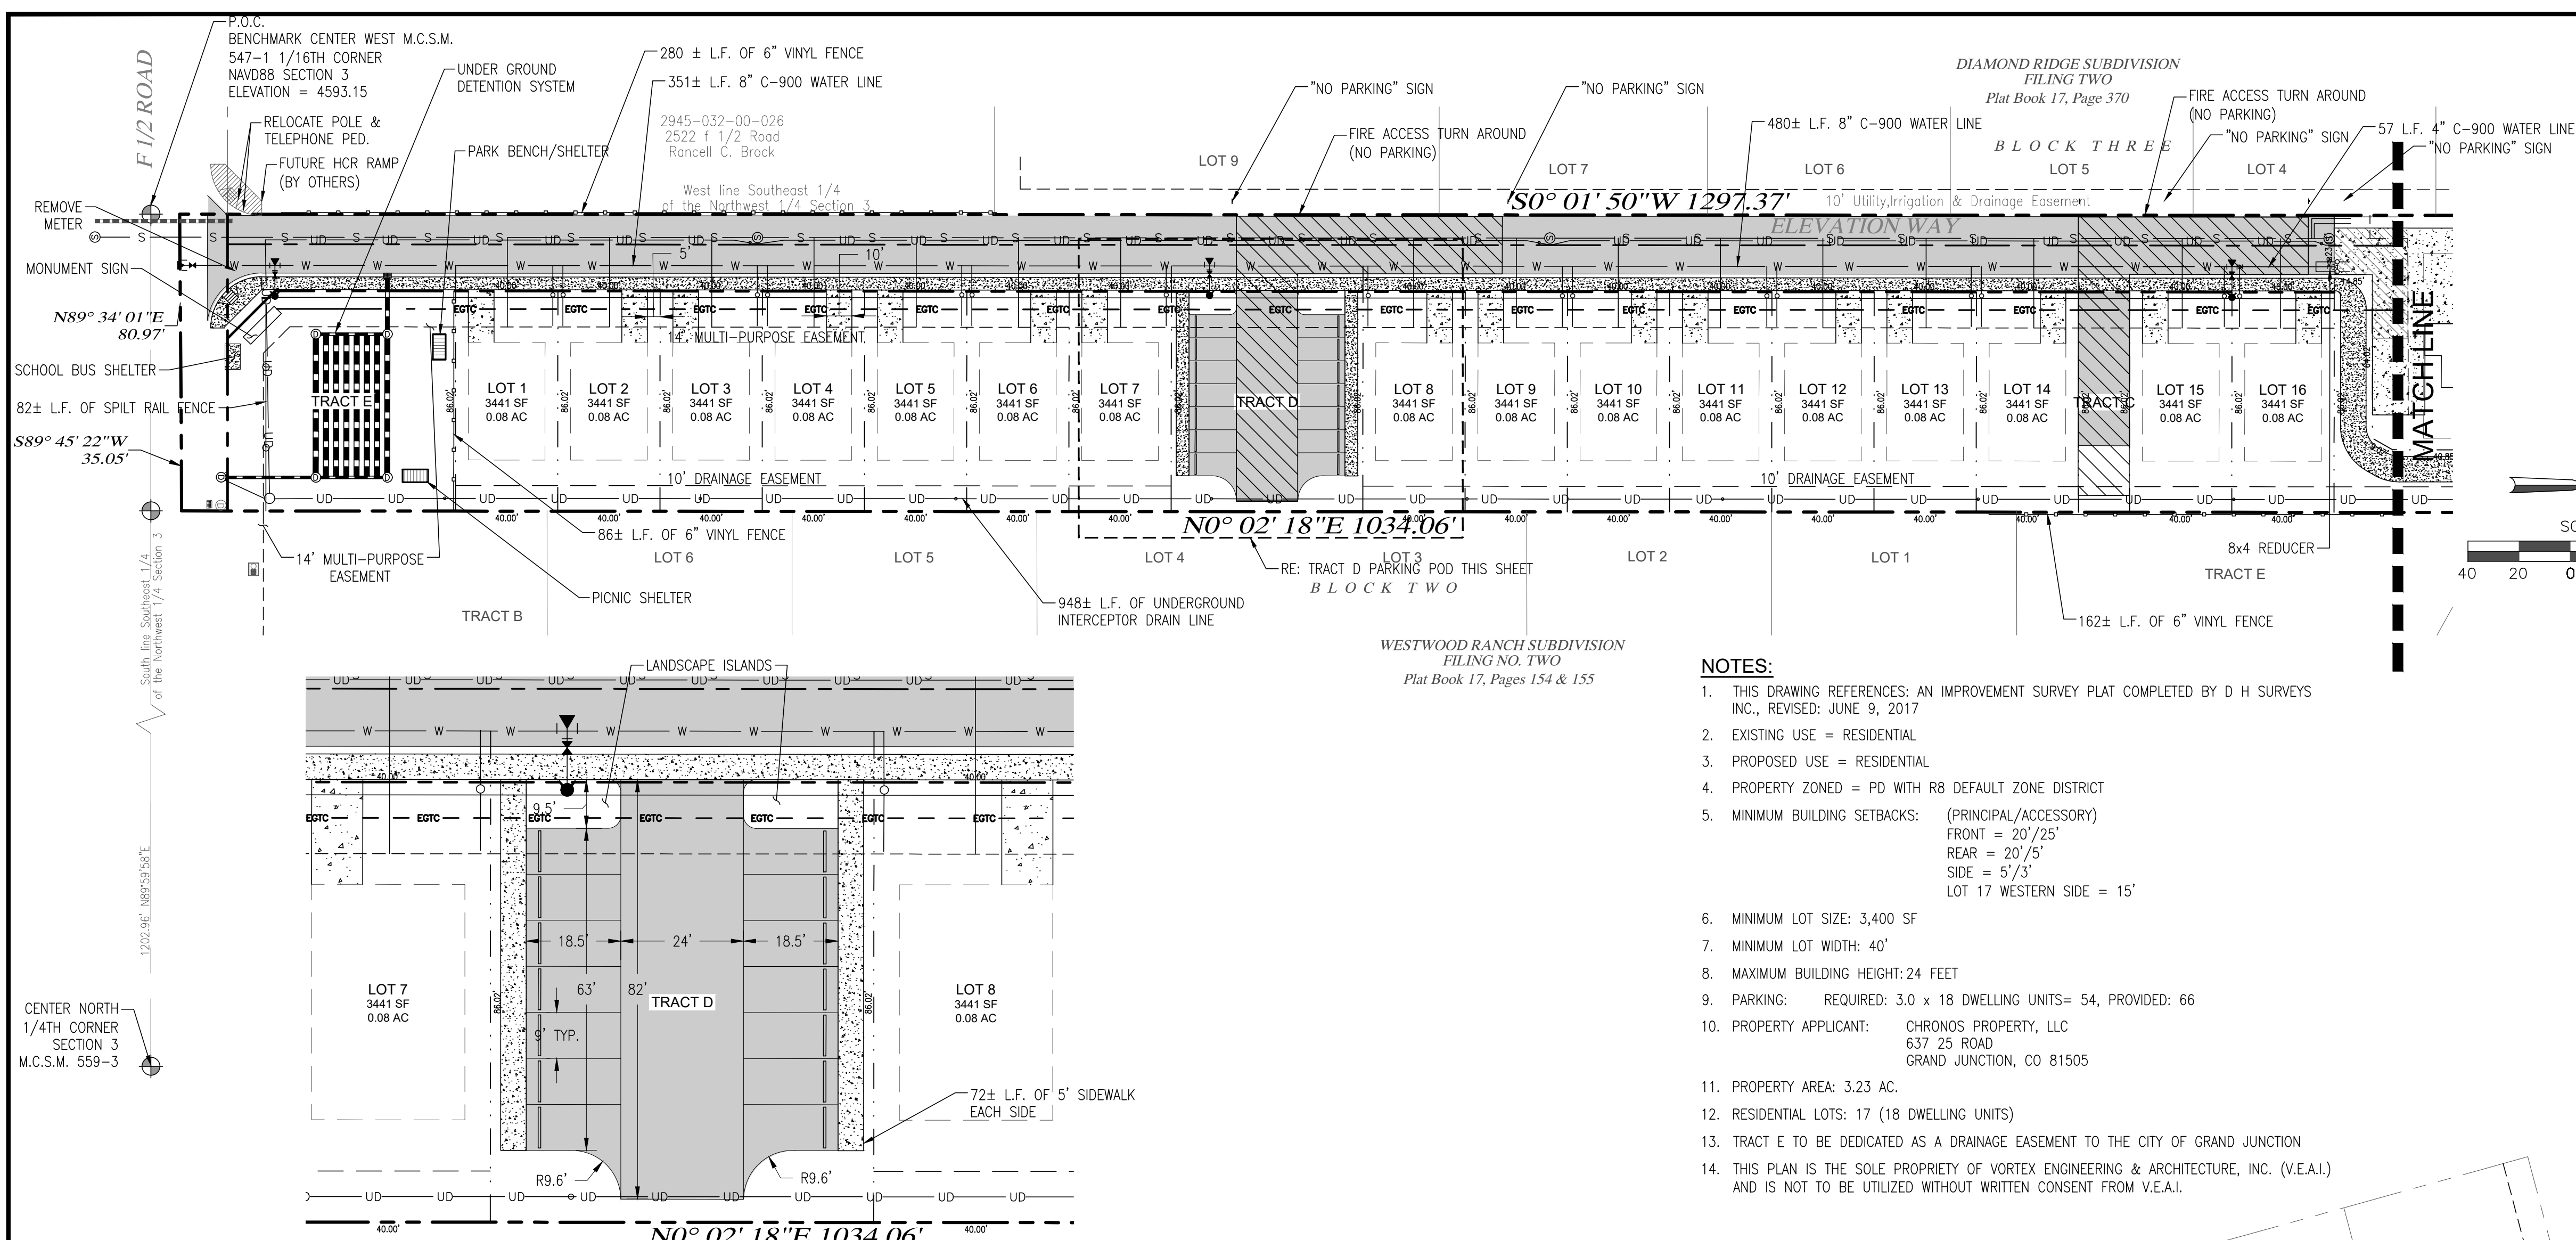 P.O.C.
BENCHMARK CENTER WEST M.C.S.M.
547-1 1/16TH CORNER
NAVD88 SECTION 3
ELEVATION = 4593.15
F 1/2 ROAD
UNDER GROUND
DETENTION SYSTEM
280 ± L.F. OF 6" VINYL FENCE
351± L.F. 8" C-900 WATER LINE
RELOCATE POLE &
TELEPHONE PED.
FUTURE HCR RAMP
(BY OTHERS)
PARK BENCH/SHELTER
2945-032-00-026
2522 f 1/2 Road
Rancell C. Brock
West line Southeast 1/4
of the Northwest 1/4 Section 3
"NO PARKING" SIGN
FIRE ACCESS TURN AROUND
(NO PARKING)
"NO PARKING" SIGN
480± L.F. 8" C-900 WATER LINE
DIAMOND RIDGE SUBDIVISION
FILING TWO
Plat Book 17, Page 370
BLOCK THREE
FIRE ACCESS TURN AROUND
(NO PARKING)
"NO PARKING" SIGN
57 L.F. 4" C-900 WATER LINE
"NO PARKING" SIGN
LOT 9
LOT 7
LOT 6
LOT 5
LOT 4
S0° 01' 50"W 1297.37'
10' Utility,Irrigation & Drainage Easement
ELEVATION WAY
REMOVE
METER
MONUMENT SIGN
N89° 34' 01"E
80.97'
SCHOOL BUS SHELTER
82± L.F. OF SPILT RAIL FENCE
S89° 45' 22"W
35.05'
5'
10'
EGTC
14' MULTI-PURPOSE EASEMENT
TRACT E
LOT 1
3441 SF
0.08 AC
LOT 2
3441 SF
0.08 AC
LOT 3
3441 SF
0.08 AC
LOT 4
3441 SF
0.08 AC
LOT 5
3441 SF
0.08 AC
LOT 6
3441 SF
0.08 AC
LOT 7
3441 SF
0.08 AC
TRACT D
LOT 8
3441 SF
0.08 AC
LOT 9
3441 SF
0.08 AC
LOT 10
3441 SF
0.08 AC
LOT 11
3441 SF
0.08 AC
LOT 12
3441 SF
0.08 AC
LOT 13
3441 SF
0.08 AC
LOT 14
3441 SF
0.08 AC
TRACT C
LOT 15
3441 SF
0.08 AC
LOT 16
3441 SF
0.08 AC
86.02'
MATCHLINE
10' DRAINAGE EASEMENT
10' DRAINAGE EASEMENT
40.00'
N0° 02' 18"E 1034.06'
86± L.F. OF 6" VINYL FENCE
14' MULTI-PURPOSE
EASEMENT
PICNIC SHELTER
TRACT B
LOT 6
LOT 5
LOT 4
LOT 3
LOT 2
LOT 1
TRACT E
8x4 REDUCER
40 20 0
RE: TRACT D PARKING POD THIS SHEET
BLOCK TWO
948± L.F. OF UNDERGROUND
INTERCEPTOR DRAIN LINE
162± L.F. OF 6" VINYL FENCE
WESTWOOD RANCH SUBDIVISION
FILING NO. TWO
Plat Book 17, Pages 154 & 155
South line Southeast 1/4
of the Northwest 1/4 Section 3
1202.96' N89°59'58"E
CENTER NORTH
1/4TH CORNER
SECTION 3
M.C.S.M. 559-3
LANDSCAPE ISLANDS
40.00'
40.00'
9.5'
EGTC EGTC EGTC EGTC EGTC EGTC EGTC
18.5' 24' 18.5'
63' 82'
TRACT D
9' TYP.
LOT 7
3441 SF
0.08 AC
86.02'
LOT 8
3441 SF
0.08 AC
86.02'
72± L.F. OF 5' SIDEWALK
EACH SIDE
R9.6'
R9.6'
40.00'
40.00'
N0° 02' 18"E 1034.06'
NOTES:
1. THIS DRAWING REFERENCES: AN IMPROVEMENT SURVEY PLAT COMPLETED BY D H SURVEYS
INC., REVISED: JUNE 9, 2017
2. EXISTING USE = RESIDENTIAL
3. PROPOSED USE = RESIDENTIAL
4. PROPERTY ZONED = PD WITH R8 DEFAULT ZONE DISTRICT
5. MINIMUM BUILDING SETBACKS: (PRINCIPAL/ACCESSORY)
FRONT = 20'/25'
REAR = 20'/5'
SIDE = 5'/3'
LOT 17 WESTERN SIDE = 15'
6. MINIMUM LOT SIZE: 3,400 SF
7. MINIMUM LOT WIDTH: 40'
8. MAXIMUM BUILDING HEIGHT: 24 FEET
9. PARKING: REQUIRED: 3.0 x 18 DWELLING UNITS= 54, PROVIDED: 66
10. PROPERTY APPLICANT: CHRONOS PROPERTY, LLC
637 25 ROAD
GRAND JUNCTION, CO 81505
11. PROPERTY AREA: 3.23 AC.
12. RESIDENTIAL LOTS: 17 (18 DWELLING UNITS)
13. TRACT E TO BE DEDICATED AS A DRAINAGE EASEMENT TO THE CITY OF GRAND JUNCTION
14. THIS PLAN IS THE SOLE PROPRIETY OF VORTEX ENGINEERING & ARCHITECTURE, INC. (V.E.A.I.)
AND IS NOT TO BE UTILIZED WITHOUT WRITTEN CONSENT FROM V.E.A.I.